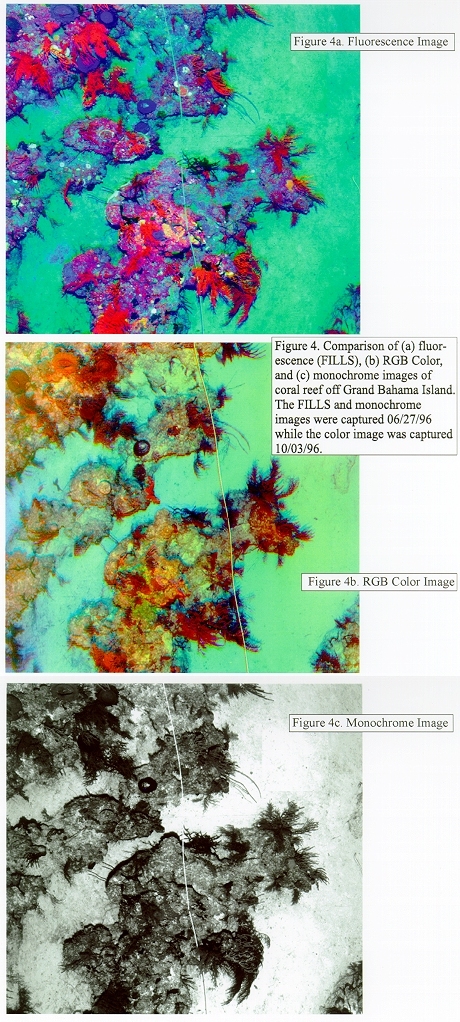 Figure 4a. Fluorescence Image
Figure 4. Comparison of (a) fluor-
escence (FILLS), (b) RGB Color,
and (c) monochrome images of
coral reef off Grand Bahama Island.
The FILLS and monochrome
images were captured 06/27/96
while the color image was captured
10/03/96.
Figure 4b. RGB Color Image
Figure 4c. Monochrome Image